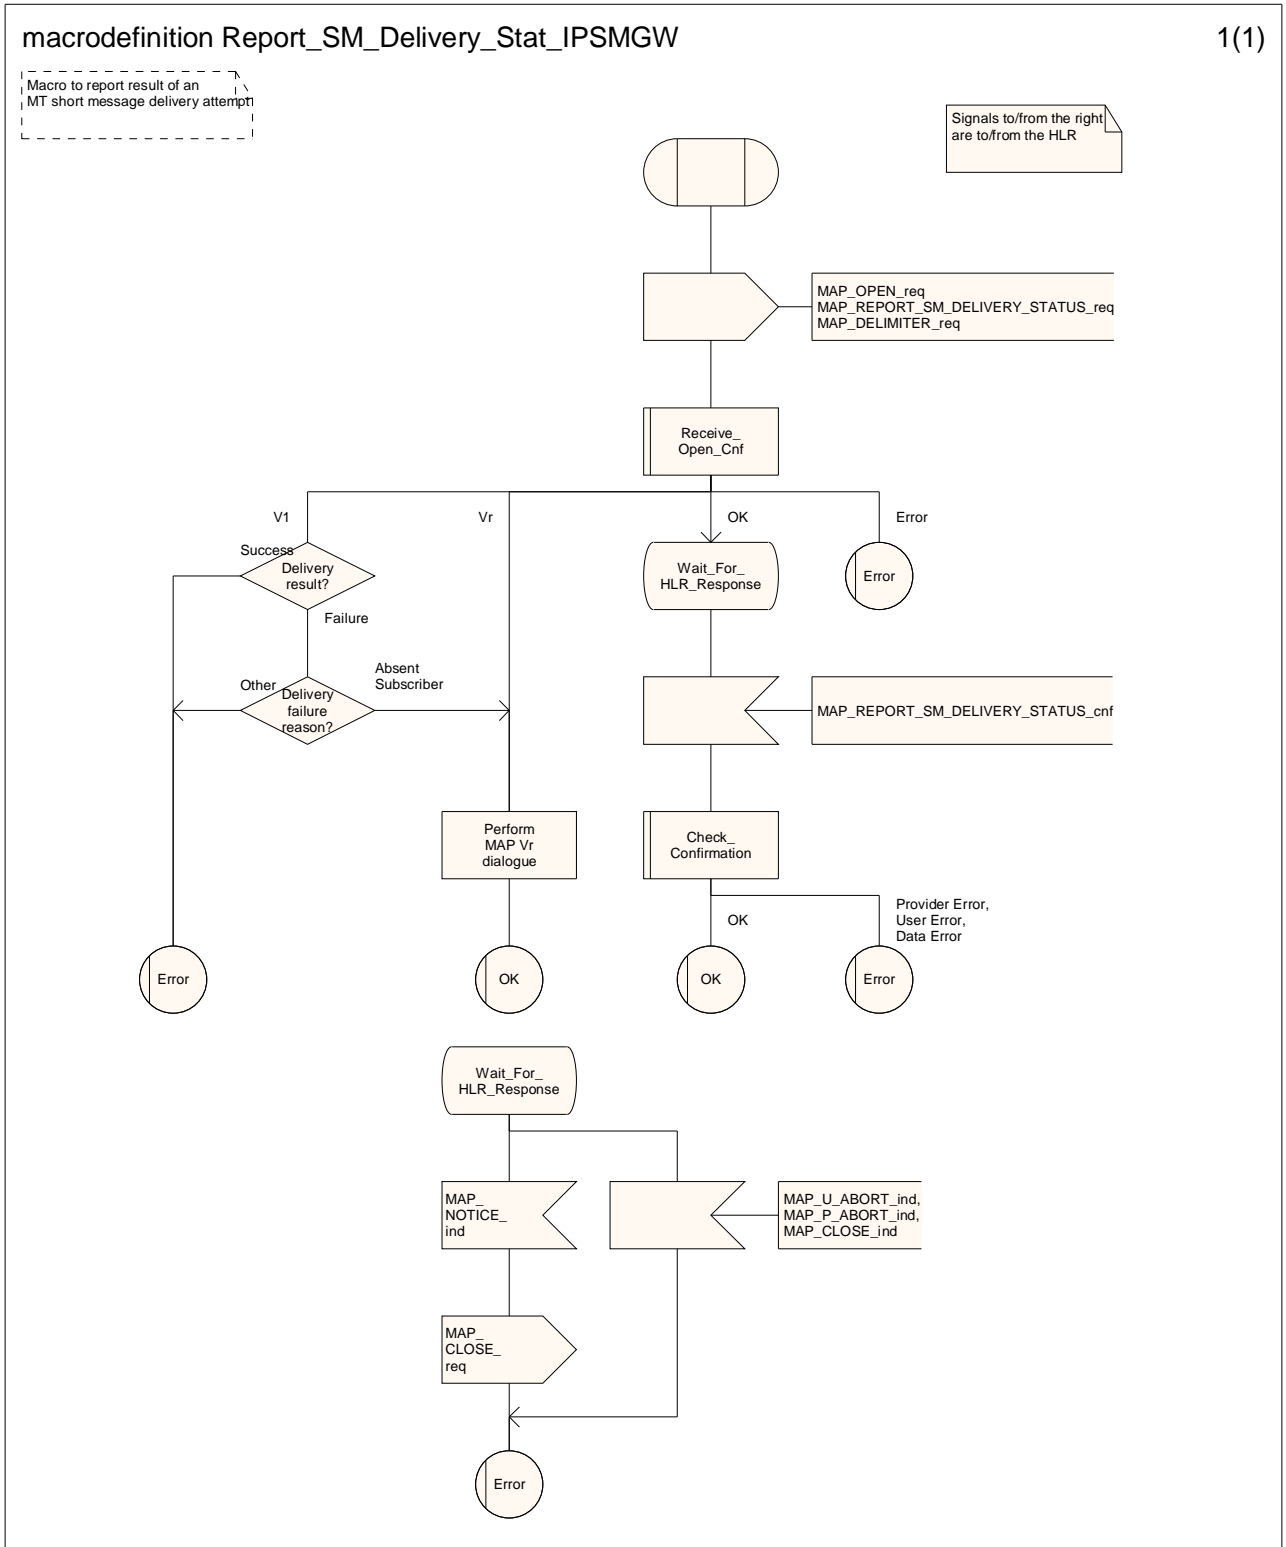 macrodefinition Report_SM_Delivery_Stat_IPSMGW
1(1)
Macro to report result of an
MT short message delivery attempt
Signals to/from the right
are to/from the HLR
MAP_OPEN_req
MAP_REPORT_SM_DELIVERY_STATUS_req
MAP_DELIMITER_req
Receive_
Open_Cnf
V1
Vr
OK
Error
Success
Delivery
result?
Wait_For_
HLR_Response
Error
Failure
Absent
Subscriber
Other
Delivery
failure
reason?
MAP_REPORT_SM_DELIVERY_STATUS_cnf
Perform
MAP Vr
dialogue
Check_
Confirmation
OK
Provider Error,
User Error,
Data Error
Error
OK
OK
Error
Wait_For_
HLR_Response
MAP_
NOTICE_
ind
MAP_U_ABORT_ind,
MAP_P_ABORT_ind,
MAP_CLOSE_ind
MAP_
CLOSE_
req
Error